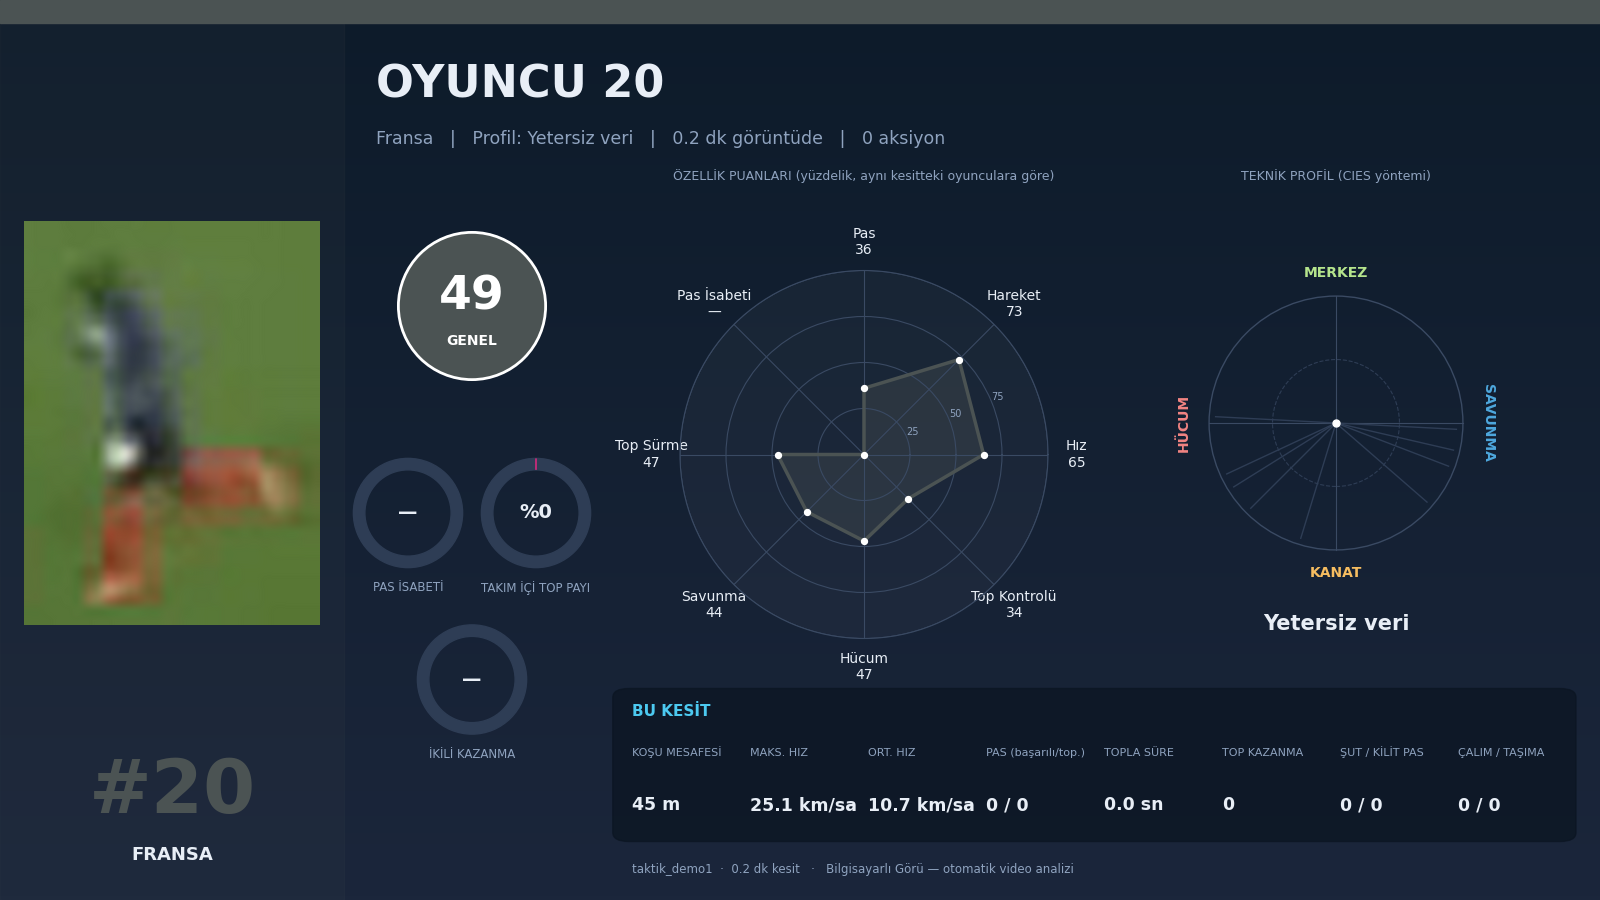 OYUNCU 20
Fransa | Profil: Yetersiz veri | 0.2 dk görüntüde | 0 aksiyon
ÖZELLİK PUANLARI (yüzdelik, aynı kesitteki oyunculara göre)
TEKNİK PROFİL (CIES yöntemi)
49
GENEL
—
PAS İSABETİ
%0
TAKIM İÇİ TOP PAYI
—
İKİLİ KAZANMA
Pas
36
Pas İsabeti
—
Hareket
73
Top Sürme
47
Hız
65
75
50
25
Savunma
44
Top Kontrolü
34
Hücum
47
MERKEZ
HÜCUM
SAVUNMA
KANAT
Yetersiz veri
#20
FRANSA
BU KESİT
KOŞU MESAFESİ MAKS. HIZ ORT. HIZ PAS (başarılı/top.) TOPLA SÜRE TOP KAZANMA ŞUT / KİLİT PAS ÇALIM / TAŞIMA
45 m 25.1 km/sa 10.7 km/sa 0 / 0 0.0 sn 0 0 / 0 0 / 0
taktik_demo1 · 0.2 dk kesit · Bilgisayarlı Görü — otomatik video analizi